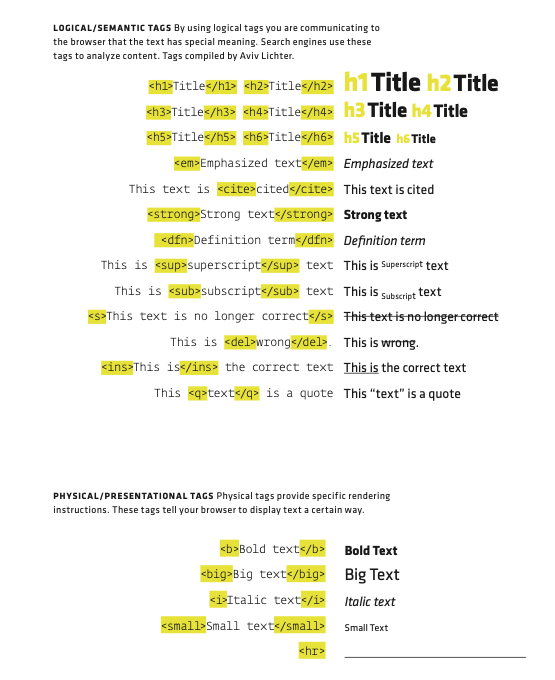 LOGICAL/SEMANTIC TAGS By using logical tags you are communicating to
the browser that the text has special meaning. Search engines use these
tags to analyze content. Tags compiled by Aviv Lichter.
<h1>Title</h1> <h2>Title</h2> h1 Title h2 Title
<h3>Title</h3> <h4>Title</h4> h3 Title h4 Title
<h5>Title</h5> <h6>Title</h6> h5 Title h6 Title
<em>Emphasized text</em> Emphasized text
This text is <cite>cited</cite> This text is cited
<strong>Strong text</strong> Strong text
<dfn>Definition term</dfn> Definition term
This is <sup>superscript</sup> text This is Superscript text
This is <sub>subscript</sub> text This is Subscript text
<s>This text is no longer correct</s> This text is no longer correct
This is <del>wrong</del>. This is wrong.
<ins>This is</ins> the correct text This is the correct text
This <q>text</q> is a quote This “text” is a quote
PHYSICAL/PRESENTATIONAL TAGS Physical tags provide specific rendering
instructions. These tags tell your browser to display text a certain way.
<b>Bold text</b> Bold Text
<big>Big text</big> Big Text
<i>Italic text</i> Italic text
<small>Small text</small> Small Text
<hr>